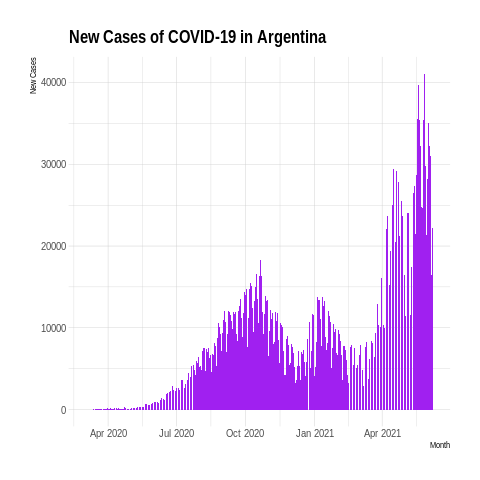 New Cases of COVID-19 in Argentina
New Cases
40000
30000
20000
10000
0
Apr 2020 Jul 2020 Oct 2020 Jan 2021 Apr 2021
Month